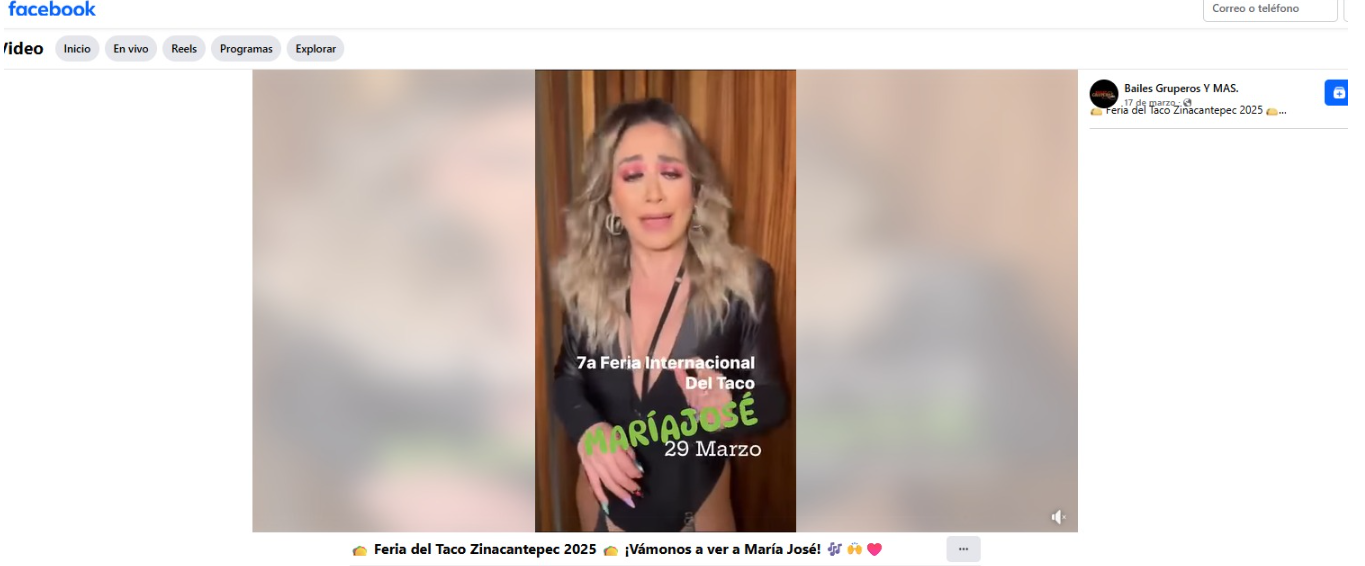 facebook
Correo o teléfono
Video
Inicio
En vivo
Reels
Programas
Explorar
Bailes Gruperos Y MAS.
17 de marzo ·
🌮 Feria del Taco Zinacantepec 2025 🌮...
7a Feria Internacional
Del Taco
MARÍAJOSÉ
29 Marzo
🌮 Feria del Taco Zinacantepec 2025 🌮 ¡Vámonos a ver a María José! 🎶 🙌 💗